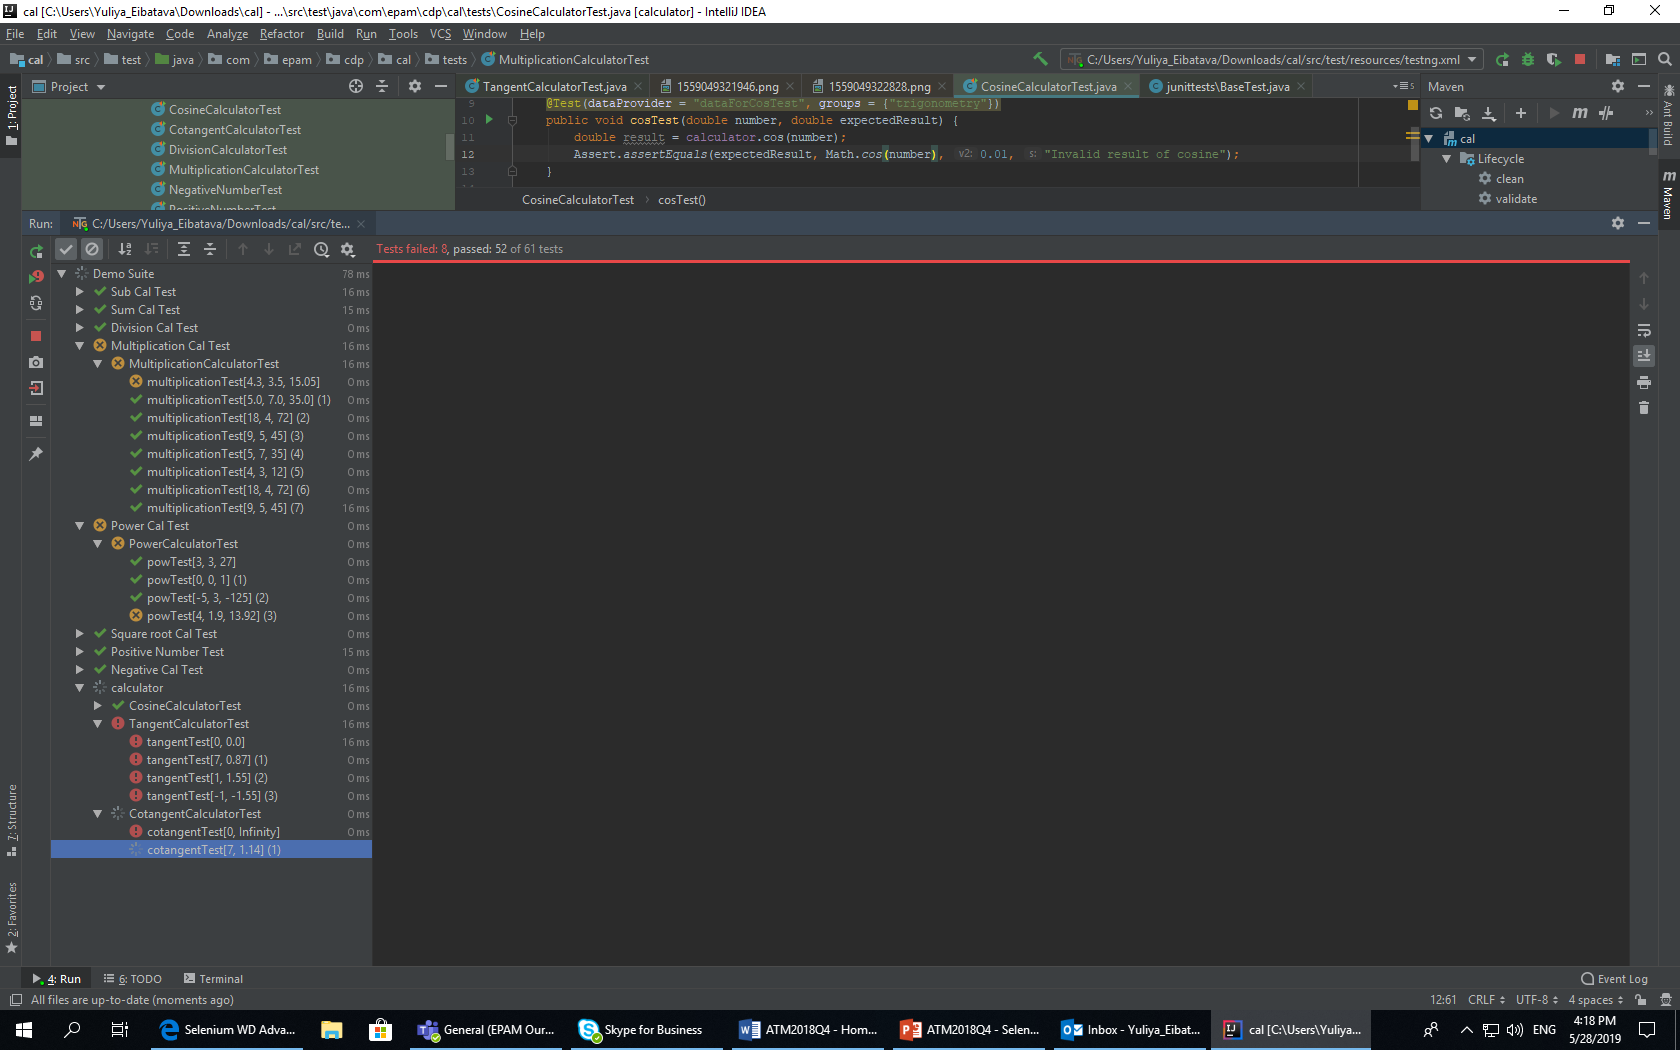 cal [C:\Users\Yuliya_Eibatava\Downloads\cal] - ...\src\test\java\com\epam\cdp\cal\tests\CosineCalculatorTest.java [calculator] - IntelliJ IDEA
File Edit View Navigate Code Analyze Refactor Build Run Tools VCS Window Help
cal src test java com epam cdp cal tests MultiplicationCalculatorTest C:/Users/Yuliya_Eibatava/Downloads/cal/src/test/resources/testng.xml
1: Project
Project
CosineCalculatorTest
CotangentCalculatorTest
DivisionCalculatorTest
MultiplicationCalculatorTest
NegativeNumberTest
PositiveNumberTest
TangentCalculatorTest.java 1559049321946.png 1559049322828.png CosineCalculatorTest.java junittests\BaseTest.java
9 @Test(dataProvider = "dataForCosTest", groups = {"trigonometry"})
10 public void cosTest(double number, double expectedResult) {
11 double result = calculator.cos(number);
12 Assert.assertEquals(expectedResult, Math.cos(number), v2: 0.01, s: "Invalid result of cosine");
13 }
CosineCalculatorTest cosTest()
Maven
cal
Lifecycle
clean
validate
Ant Build
Maven
Run: C:/Users/Yuliya_Eibatava/Downloads/cal/src/te...
Tests failed: 8, passed: 52 of 61 tests
Demo Suite 78 ms
Sub Cal Test 16 ms
Sum Cal Test 15 ms
Division Cal Test 0 ms
Multiplication Cal Test 16 ms
MultiplicationCalculatorTest 16 ms
multiplicationTest[4.3, 3.5, 15.05] 0 ms
multiplicationTest[5.0, 7.0, 35.0] (1) 0 ms
multiplicationTest[18, 4, 72] (2) 0 ms
multiplicationTest[9, 5, 45] (3) 0 ms
multiplicationTest[5, 7, 35] (4) 0 ms
multiplicationTest[4, 3, 12] (5) 0 ms
multiplicationTest[18, 4, 72] (6) 0 ms
multiplicationTest[9, 5, 45] (7) 16 ms
Power Cal Test 0 ms
PowerCalculatorTest 0 ms
powTest[3, 3, 27] 0 ms
powTest[0, 0, 1] (1) 0 ms
powTest[-5, 3, -125] (2) 0 ms
powTest[4, 1.9, 13.92] (3) 0 ms
Square root Cal Test 0 ms
Positive Number Test 15 ms
Negative Cal Test 0 ms
calculator 16 ms
CosineCalculatorTest 0 ms
TangentCalculatorTest 16 ms
tangentTest[0, 0.0] 16 ms
tangentTest[7, 0.87] (1) 0 ms
tangentTest[1, 1.55] (2) 0 ms
tangentTest[-1, -1.55] (3) 0 ms
CotangentCalculatorTest 0 ms
cotangentTest[0, Infinity] 0 ms
cotangentTest[7, 1.14] (1)
7: Structure
2: Favorites
4: Run 6: TODO Terminal Event Log
All files are up-to-date (moments ago) 12:61 CRLF UTF-8 4 spaces
Selenium WD Adva... General (EPAM Our... Skype for Business ATM2018Q4 - Hom... ATM2018Q4 - Selen... Inbox - Yuliya_Eibat... cal [C:\Users\Yuliya... ENG 4:18 PM
5/28/2019